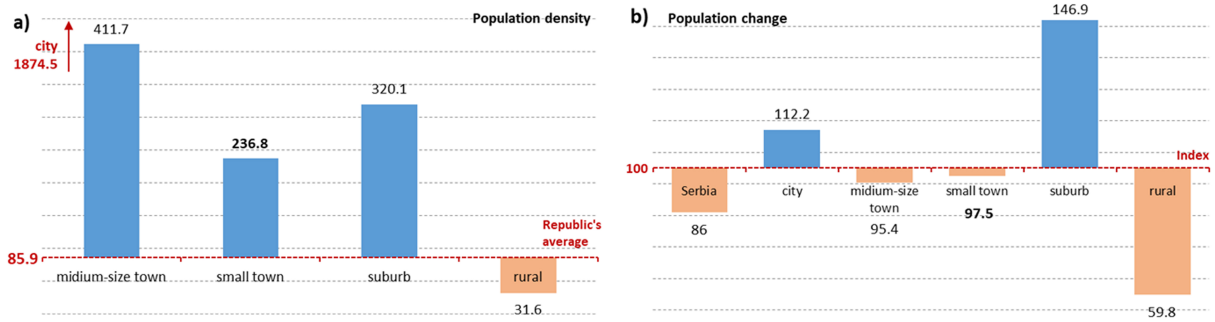 a)
Population density
city
1874.5
411.7
236.8
320.1
Republic's
average
85.9
midium-size town
small town
suburb
rural
31.6
b)
Population change
146.9
112.2
100
Index
Serbia
city
midium-size
town
small town
suburb
rural
86
95.4
97.5
59.8